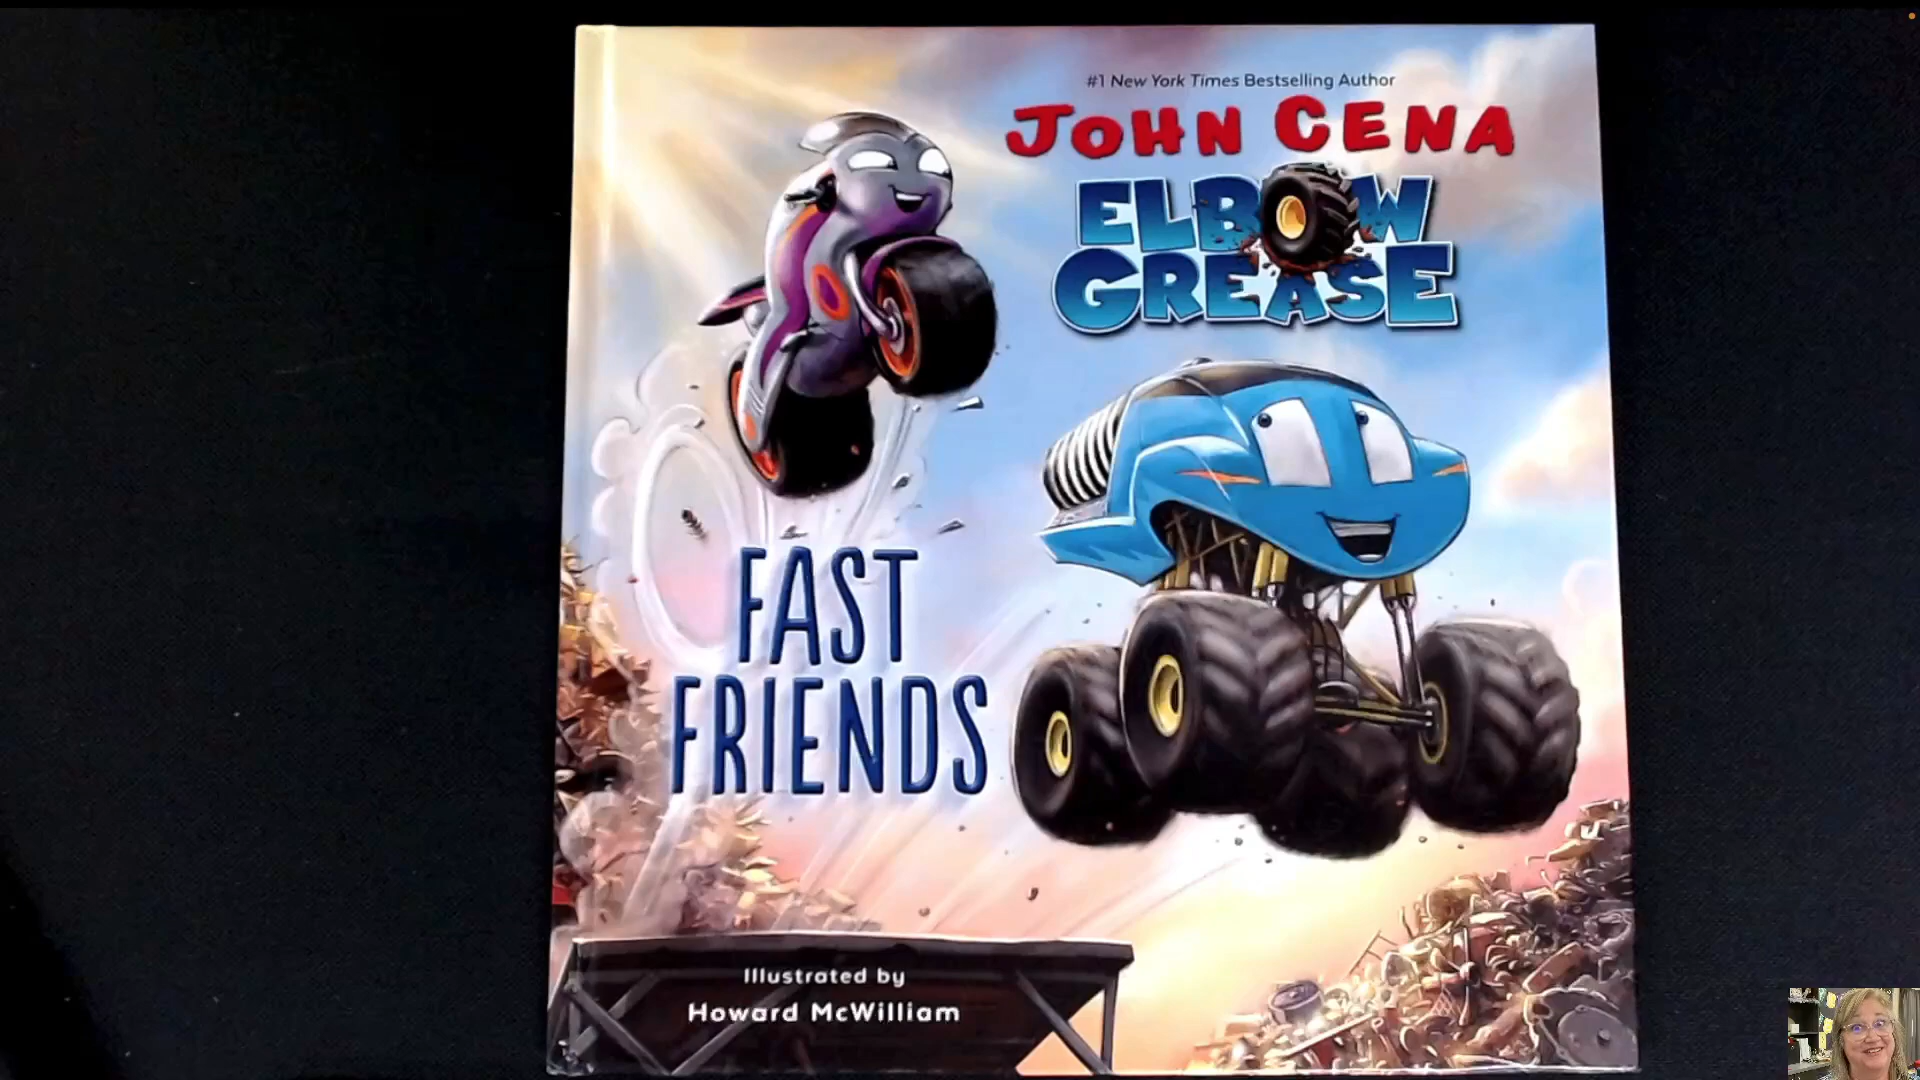 #1 New York Times Bestselling Author
JOHN CENA
ELBOW
GREASE
FAST
FRIENDS
Illustrated by
Howard McWilliam